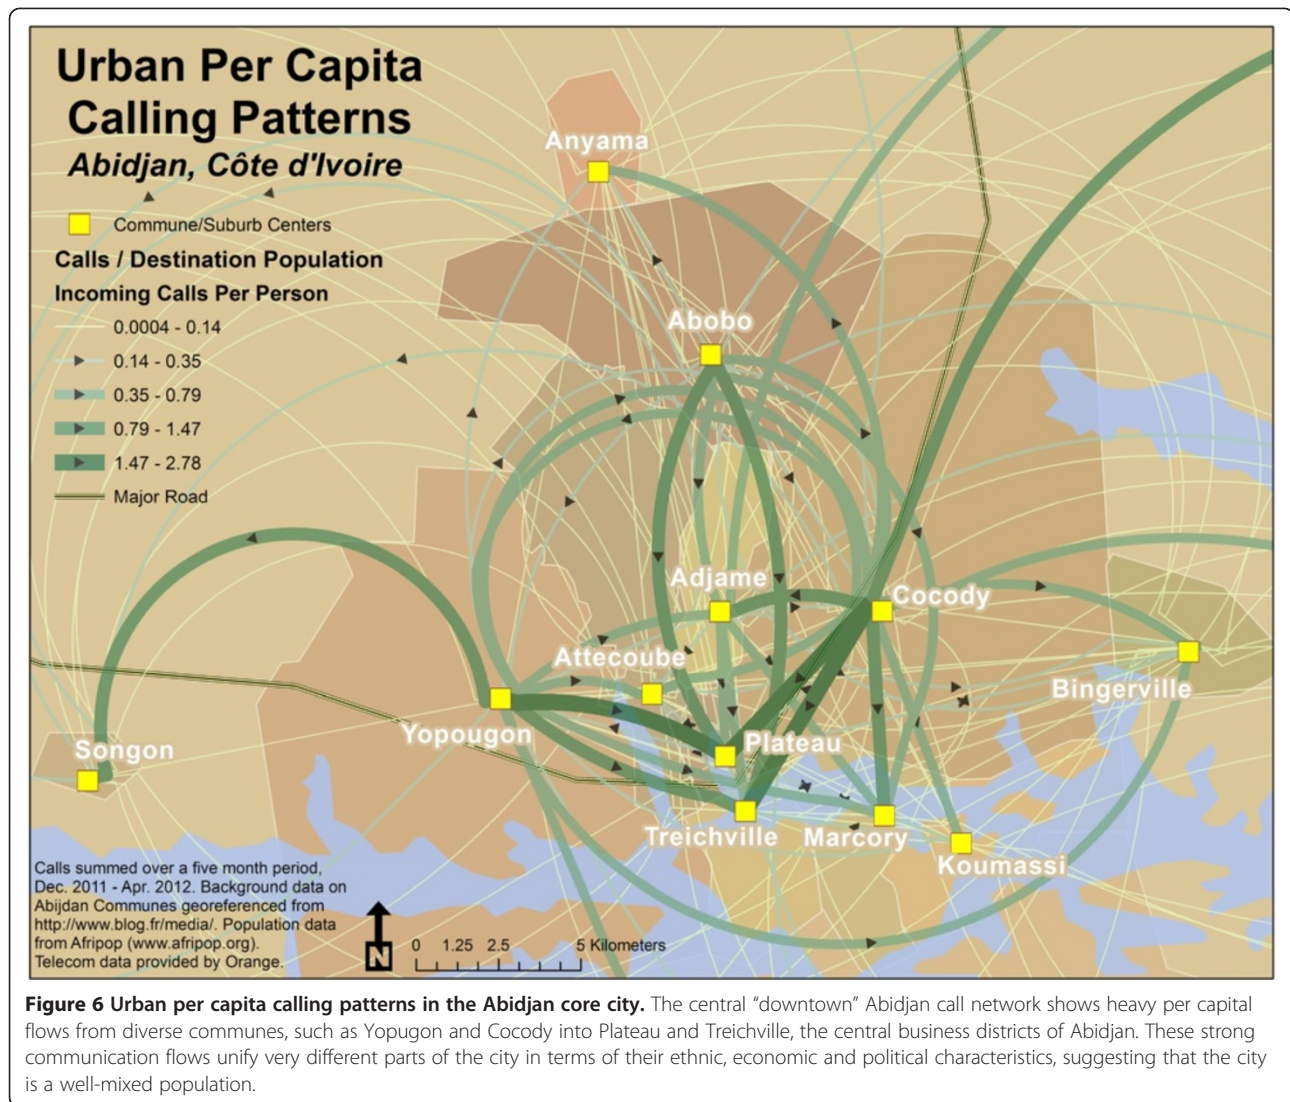 Urban Per Capita
Calling Patterns
Abidjan, Côte d'Ivoire
Commune/Suburb Centers
Calls / Destination Population
Incoming Calls Per Person
0.0004 - 0.14
0.14 - 0.35
0.35 - 0.79
0.79 - 1.47
1.47 - 2.78
Major Road
Anyama
Abobo
Adjame
Cocody
Attecoube
Bingerville
Yopougon
Plateau
Songon
Treichville
Marcory
Koumassi
Calls summed over a five month period,
Dec. 2011 - Apr. 2012. Background data on
Abijdan Communes georeferenced from
http://www.blog.fr/media/. Population data
from Afripop (www.afripop.org).
Telecom data provided by Orange.
N
0 1.25 2.5 5 Kilometers
Figure 6 Urban per capita calling patterns in the Abidjan core city. The central “downtown” Abidjan call network shows heavy per capital
flows from diverse communes, such as Yopugon and Cocody into Plateau and Treichville, the central business districts of Abidjan. These strong
communication flows unify very different parts of the city in terms of their ethnic, economic and political characteristics, suggesting that the city
is a well-mixed population.